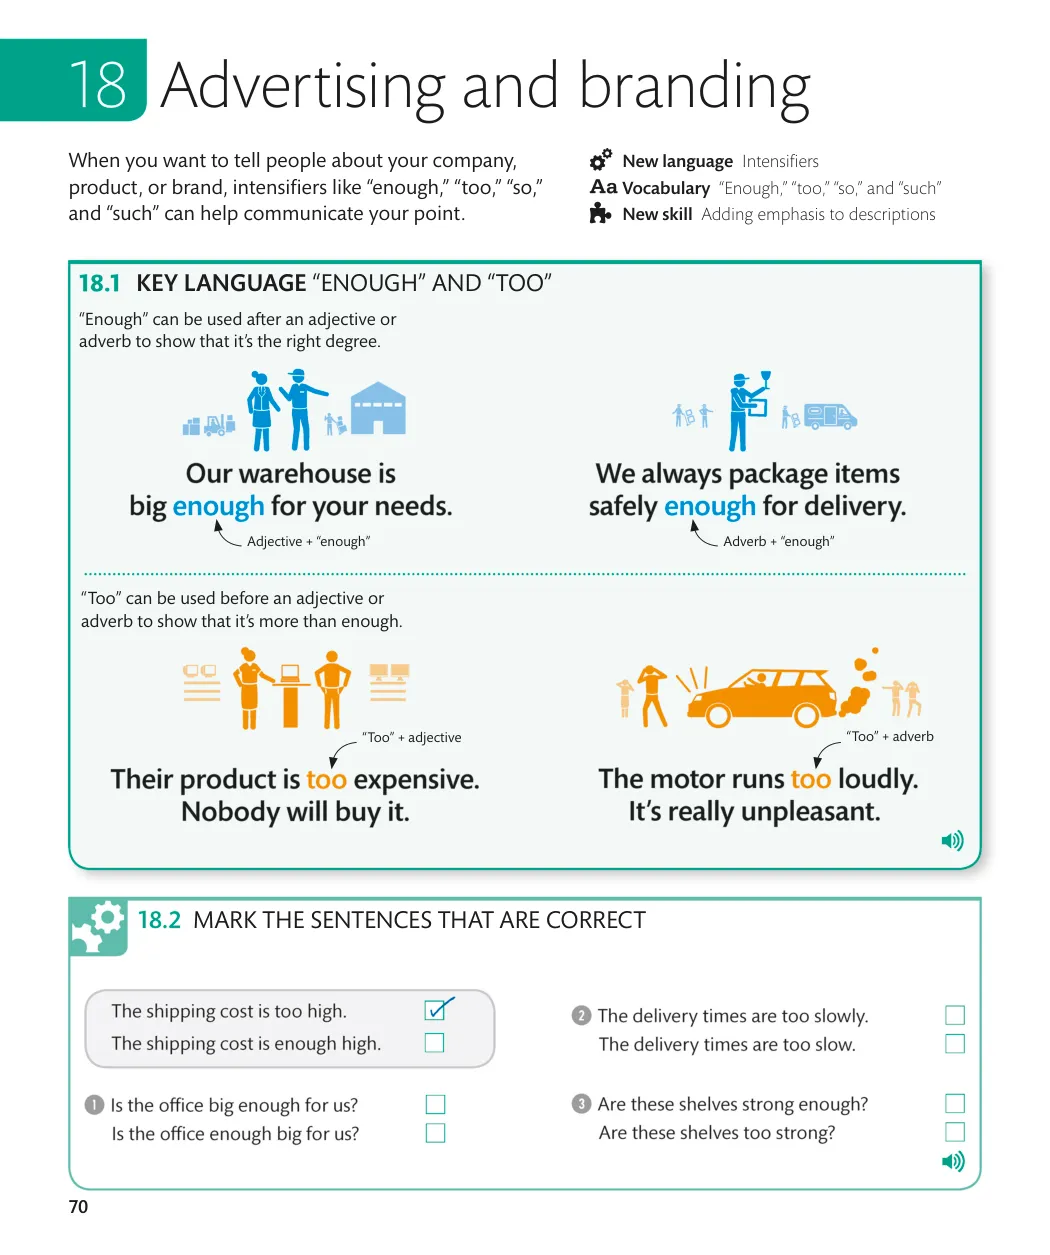 18 Advertising and branding
When you want to tell people about your company,
product, or brand, intensifiers like “enough,” “too,” “so,”
and “such” can help communicate your point.
New language Intensifiers
Aa Vocabulary “Enough,” “too,” “so,” and “such”
New skill Adding emphasis to descriptions
18.1 KEY LANGUAGE “ENOUGH” AND “TOO”
“Enough” can be used after an adjective or
adverb to show that it’s the right degree.
Our warehouse is
big enough for your needs.
Adjective + “enough”
We always package items
safely enough for delivery.
Adverb + “enough”
“Too” can be used before an adjective or
adverb to show that it’s more than enough.
“Too” + adjective
Their product is too expensive.
Nobody will buy it.
“Too” + adverb
The motor runs too loudly.
It’s really unpleasant.
18.2 MARK THE SENTENCES THAT ARE CORRECT
The shipping cost is too high.
The shipping cost is enough high.
1 Is the office big enough for us?
Is the office enough big for us?
2 The delivery times are too slowly.
The delivery times are too slow.
3 Are these shelves strong enough?
Are these shelves too strong?
70